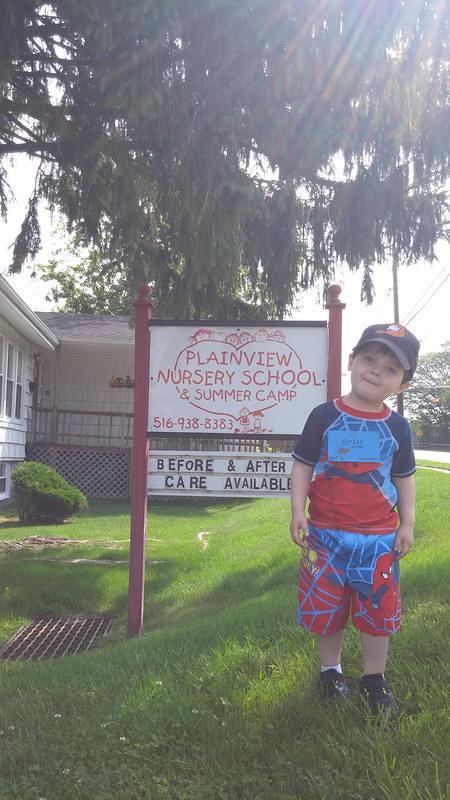 PLAINVIEW
NURSERY SCHOOL
& SUMMER CAMP
516-938-8383
BEFORE & AFTER
CARE AVAILABLE
EVAN